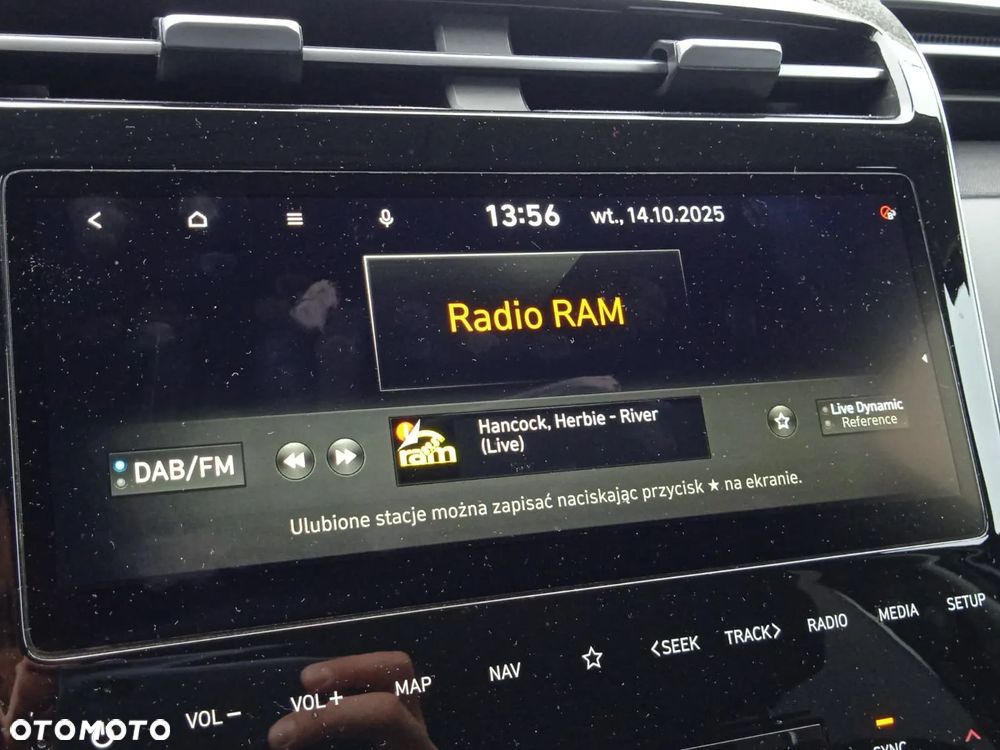 13:56 wt., 14.10.2025
Radio RAM
DAB/FM
ram
Hancock, Herbie - River
(Live)
Live Dynamic
Reference
Ulubione stacje można zapisać naciskając przycisk ★ na ekranie.
VOL − VOL + MAP NAV ☆ <SEEK TRACK> RADIO MEDIA SETUP
SYNC
OTOMOTO